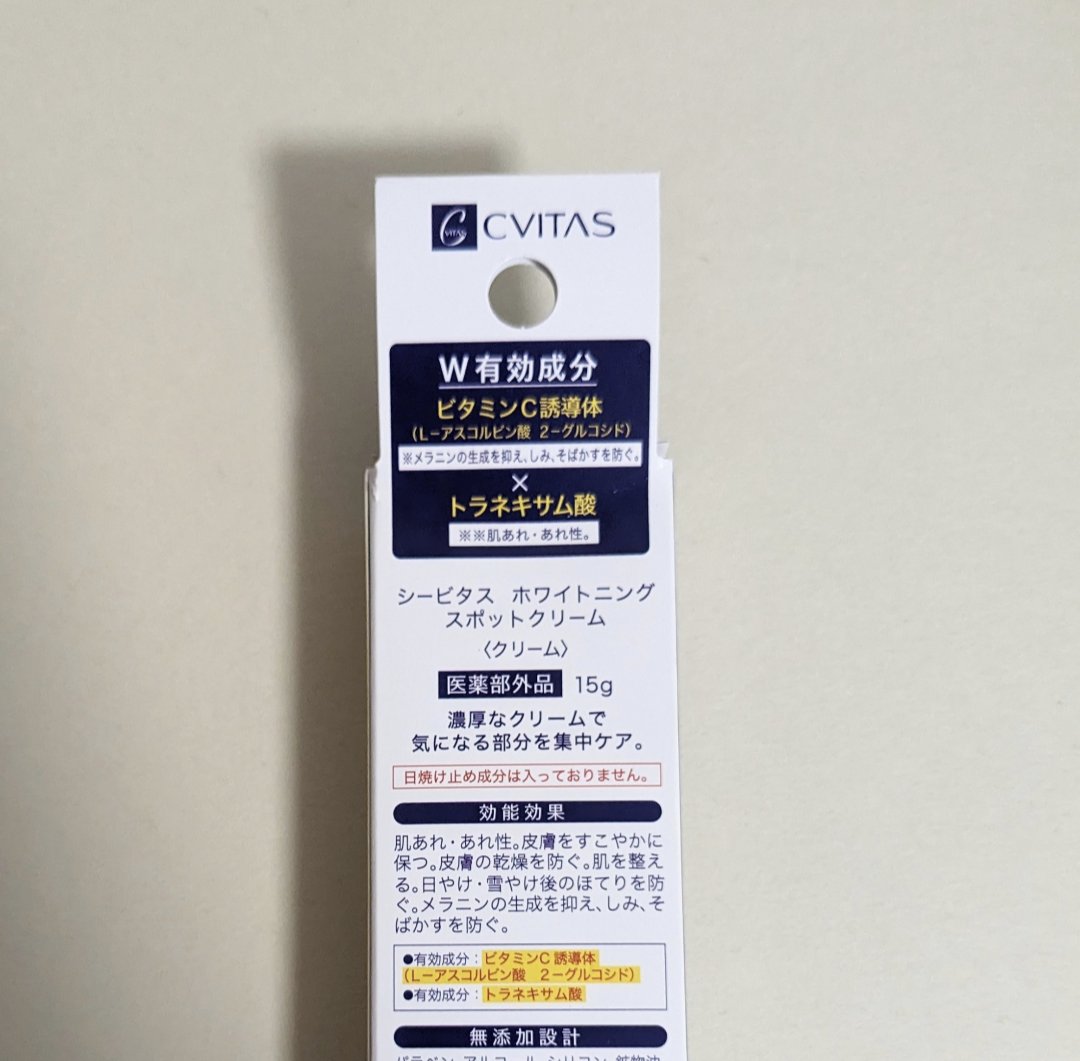 CVITAS
W有効成分
ビタミンC誘導体
(L-アスコルビン酸 2-グルコシド)
※メラニンの生成を抑え、しみ、そばかすを防ぐ。
×
トラネキサム酸
※※肌あれ・あれ性。
シービタス ホワイトニング
スポットクリーム
〈クリーム〉
医薬部外品 15g
濃厚なクリームで
気になる部分を集中ケア。
日焼け止め成分は入っておりません。
効能効果
肌あれ・あれ性。皮膚をすこやかに
保つ。皮膚の乾燥を防ぐ。肌を整え
る。日やけ・雪やけ後のほてりを防
ぐ。メラニンの生成を抑え、しみ、そ
ばかすを防ぐ。
●有効成分：ビタミンC誘導体
(L-アスコルビン酸 2-グルコシド)
●有効成分：トラネキサム酸
無添加設計